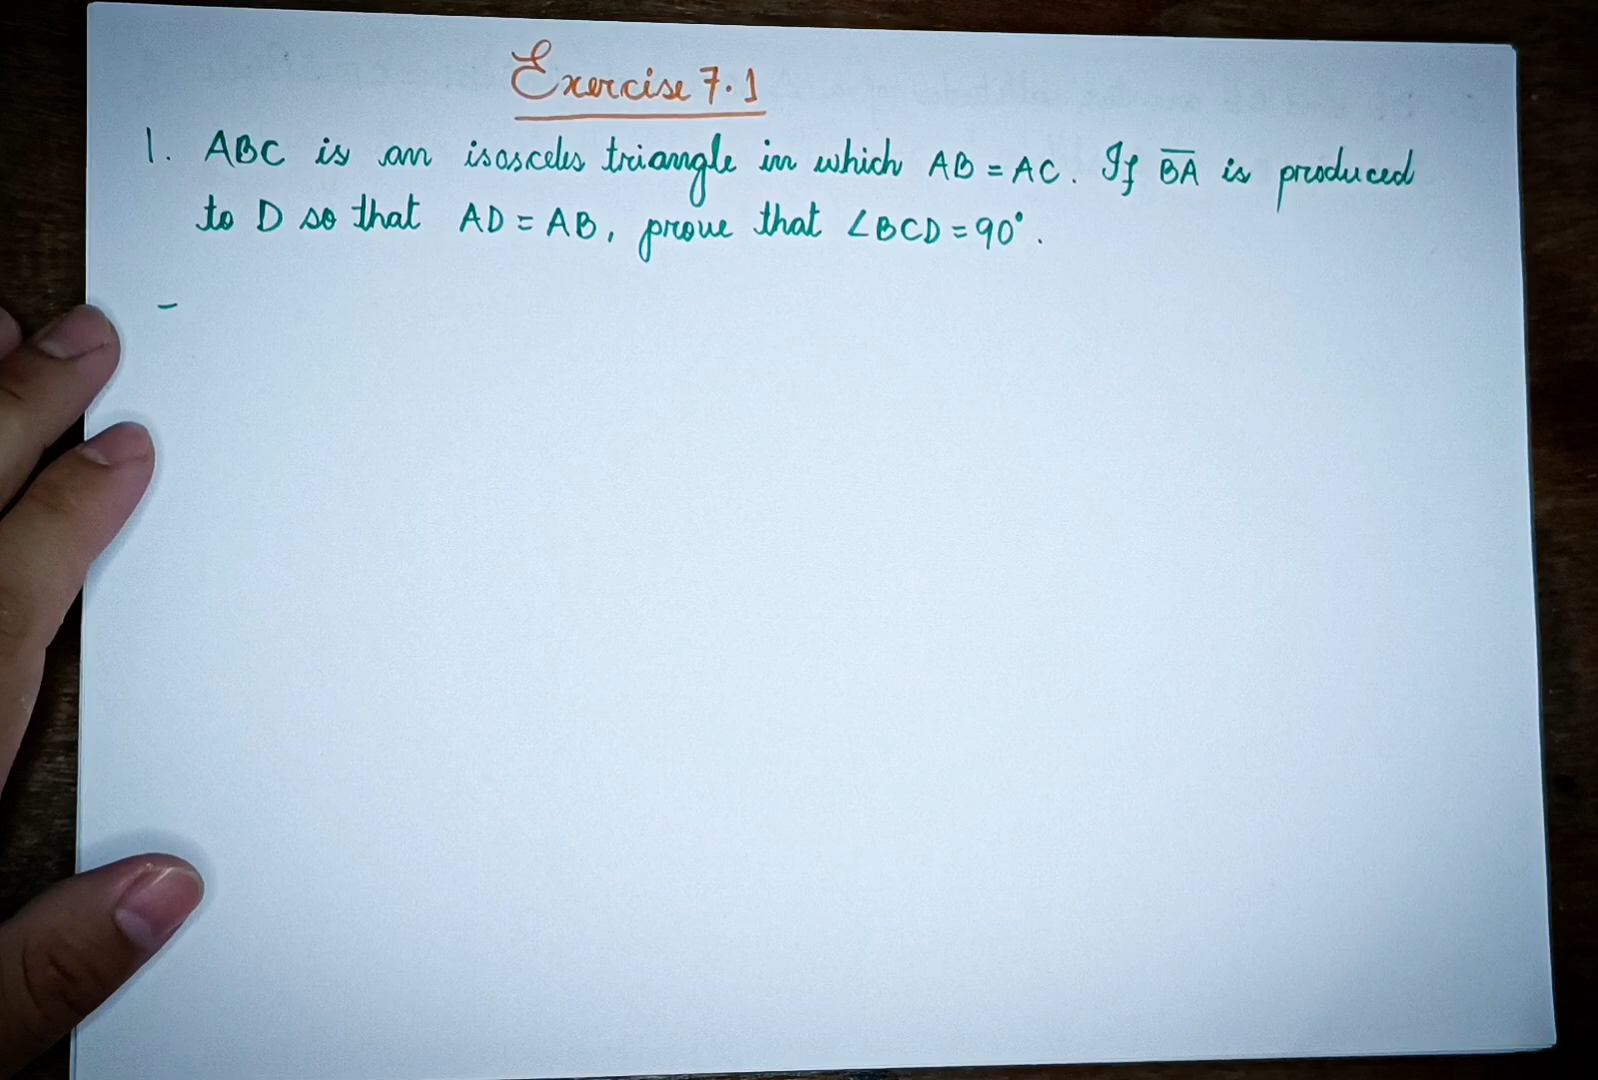 Exercise 7.1
1. ABC is an isosceles triangle in which AB = AC. If B̅A̅ is produced
to D so that AD = AB, prove that ∠BCD = 90°.
-